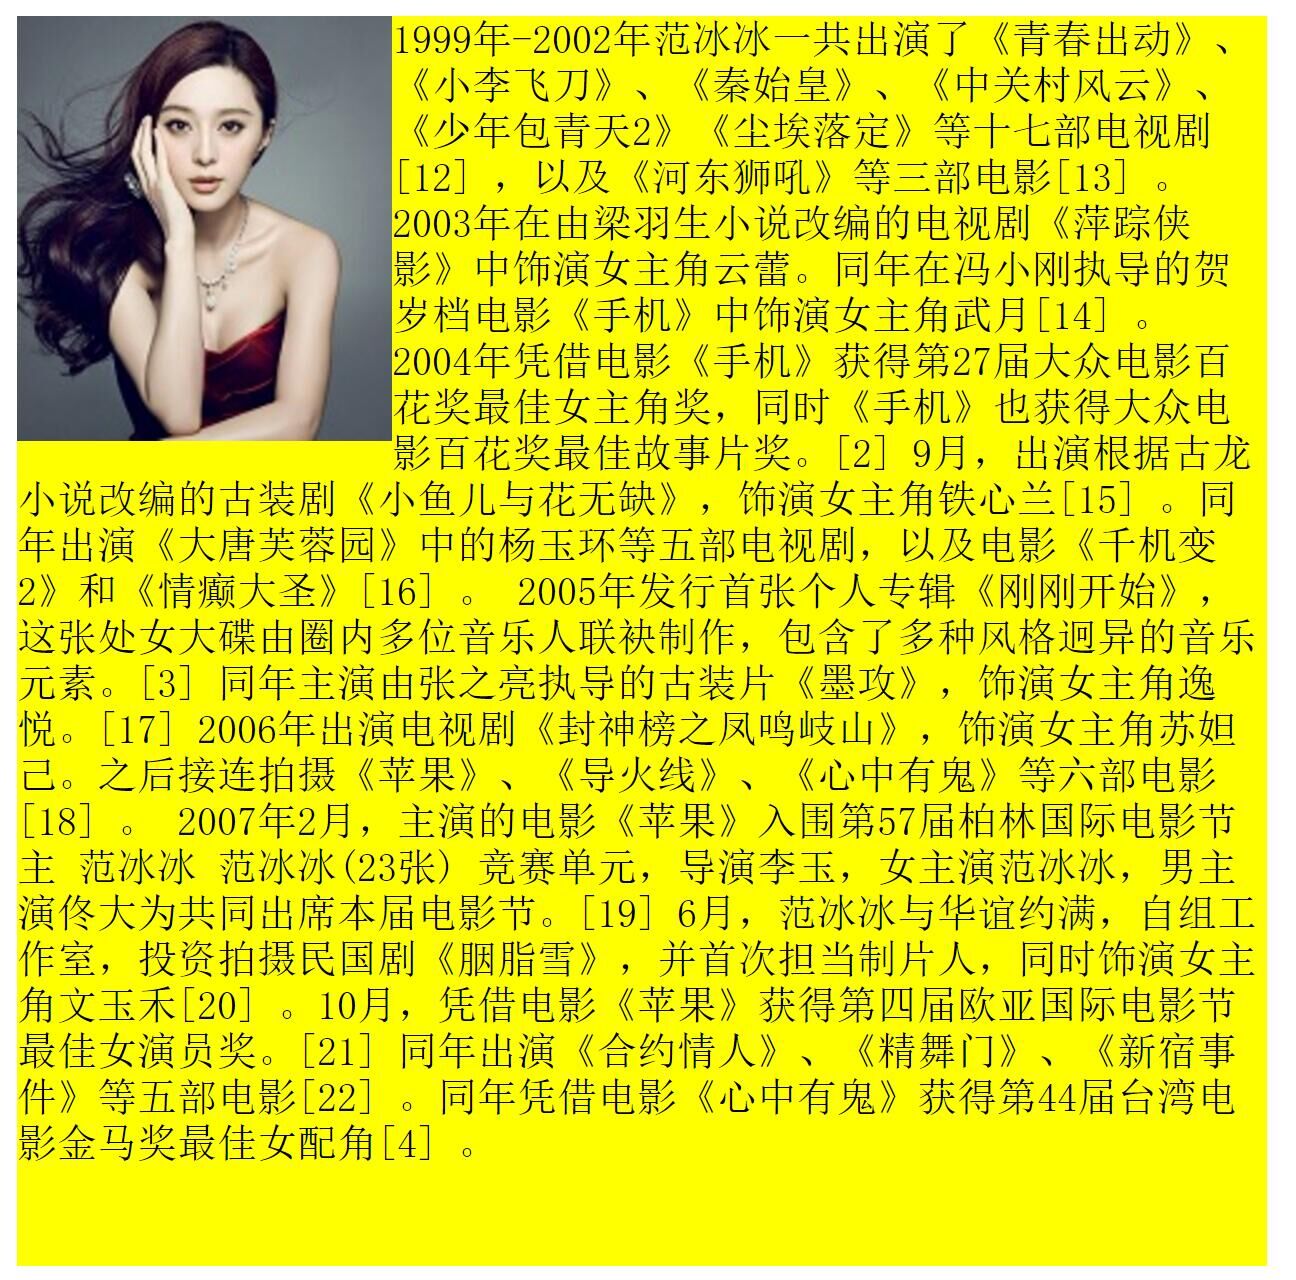 1999年-2002年范冰冰一共出演了《青春出动》、
《小李飞刀》、《秦始皇》、《中关村风云》、
《少年包青天2》《尘埃落定》等十七部电视剧
[12] ，以及《河东狮吼》等三部电影[13] 。
2003年在由梁羽生小说改编的电视剧《萍踪侠
影》中饰演女主角云蕾。同年在冯小刚执导的贺
岁档电影《手机》中饰演女主角武月[14] 。
2004年凭借电影《手机》获得第27届大众电影百
花奖最佳女主角奖，同时《手机》也获得大众电
影百花奖最佳故事片奖。[2] 9月，出演根据古龙
小说改编的古装剧《小鱼儿与花无缺》，饰演女主角铁心兰[15] 。同
年出演《大唐芙蓉园》中的杨玉环等五部电视剧，以及电影《千机变
2》和《情癫大圣》[16] 。 2005年发行首张个人专辑《刚刚开始》，
这张处女大碟由圈内多位音乐人联袂制作，包含了多种风格迥异的音乐
元素。[3] 同年主演由张之亮执导的古装片《墨攻》，饰演女主角逸
悦。[17] 2006年出演电视剧《封神榜之凤鸣岐山》，饰演女主角苏妲
己。之后接连拍摄《苹果》、《导火线》、《心中有鬼》等六部电影
[18] 。 2007年2月，主演的电影《苹果》入围第57届柏林国际电影节
主 范冰冰 范冰冰(23张) 竞赛单元，导演李玉，女主演范冰冰，男主
演佟大为共同出席本届电影节。[19] 6月，范冰冰与华谊约满，自组工
作室，投资拍摄民国剧《胭脂雪》，并首次担当制片人，同时饰演女主
角文玉禾[20] 。10月，凭借电影《苹果》获得第四届欧亚国际电影节
最佳女演员奖。[21] 同年出演《合约情人》、《精舞门》、《新宿事
件》等五部电影[22] 。同年凭借电影《心中有鬼》获得第44届台湾电
影金马奖最佳女配角[4] 。